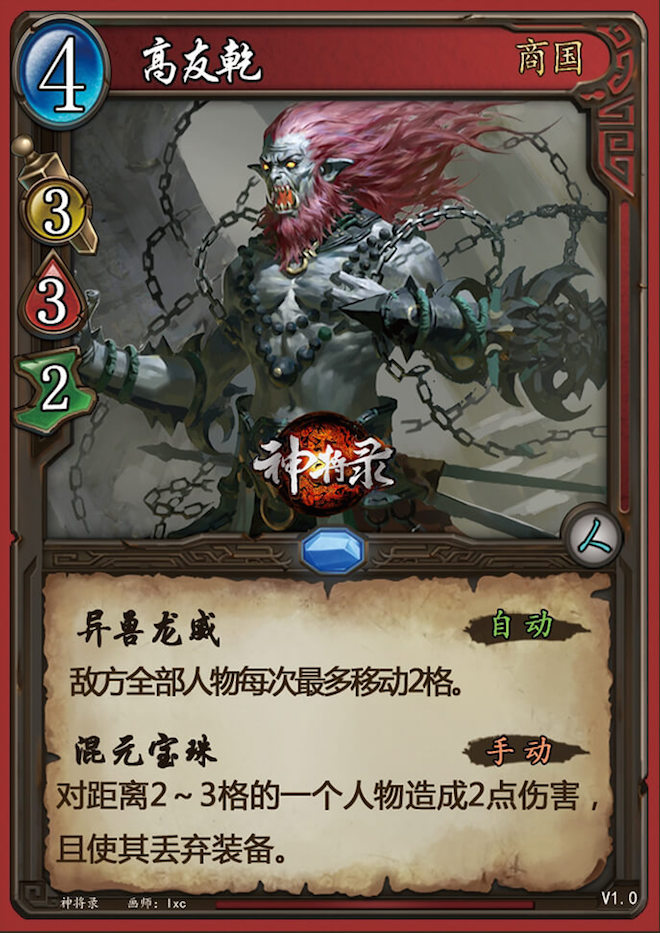 4
高友乾
商国
3
3
2
神将录
人
异兽龙威
自动
敌方全部人物每次最多移动2格。
混元宝珠
手动
对距离2～3格的一个人物造成2点伤害，
且使其丢弃装备。
神将录 画师：lxc
V1.0